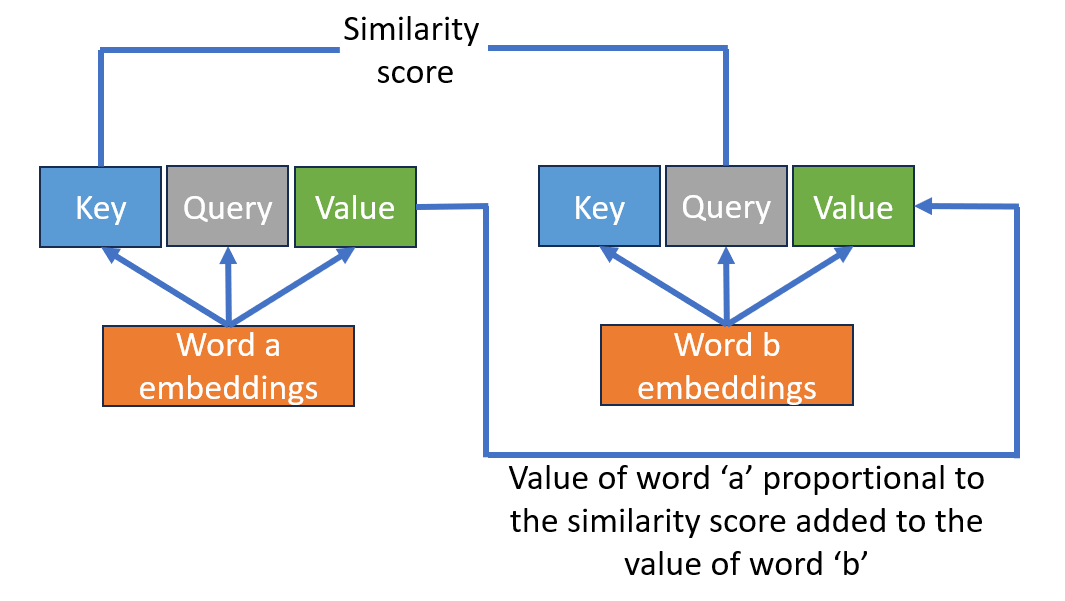 Similarity
score
Key
Query
Value
Key
Query
Value
Word a
embeddings
Word b
embeddings
Value of word ‘a’ proportional to
the similarity score added to the
value of word ‘b’